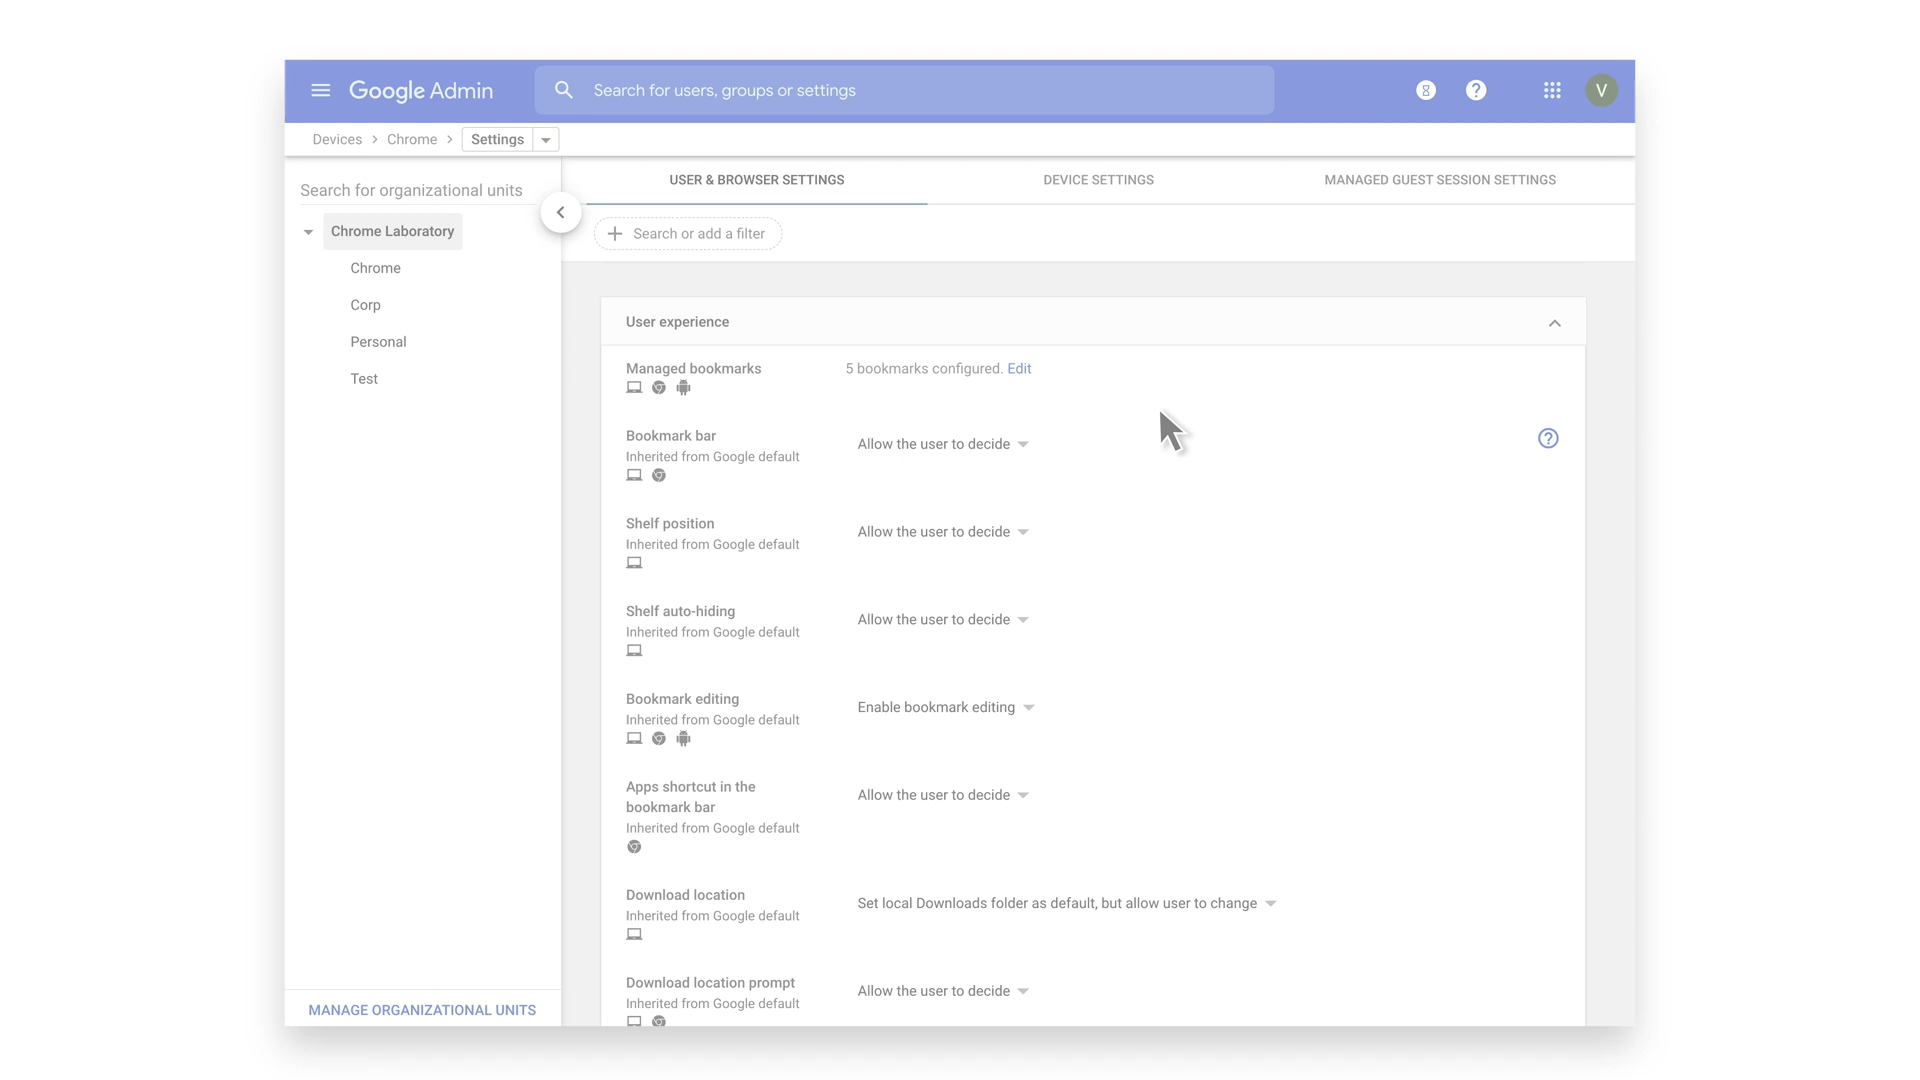 Google Admin
Search for users, groups or settings
V
Devices > Chrome > Settings
Search for organizational units
Chrome Laboratory
Chrome
Corp
Personal
Test
MANAGE ORGANIZATIONAL UNITS
USER & BROWSER SETTINGS
DEVICE SETTINGS
MANAGED GUEST SESSION SETTINGS
Search or add a filter
User experience
Managed bookmarks
5 bookmarks configured. Edit
Bookmark bar
Inherited from Google default
Allow the user to decide
Shelf position
Inherited from Google default
Allow the user to decide
Shelf auto-hiding
Inherited from Google default
Allow the user to decide
Bookmark editing
Inherited from Google default
Enable bookmark editing
Apps shortcut in the
bookmark bar
Inherited from Google default
Allow the user to decide
Download location
Inherited from Google default
Set local Downloads folder as default, but allow user to change
Download location prompt
Inherited from Google default
Allow the user to decide